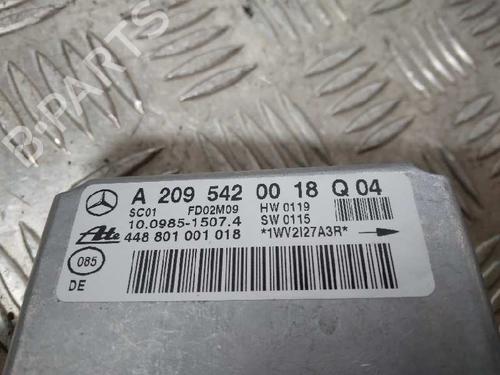 B-PARTS
A 209 542 00 18 Q 04
SC01 FD02M09 HW 0119
10.0985-1507.4 SW 0115
Ate 448 801 001 018 *1WV2I27A3R*
085
DE